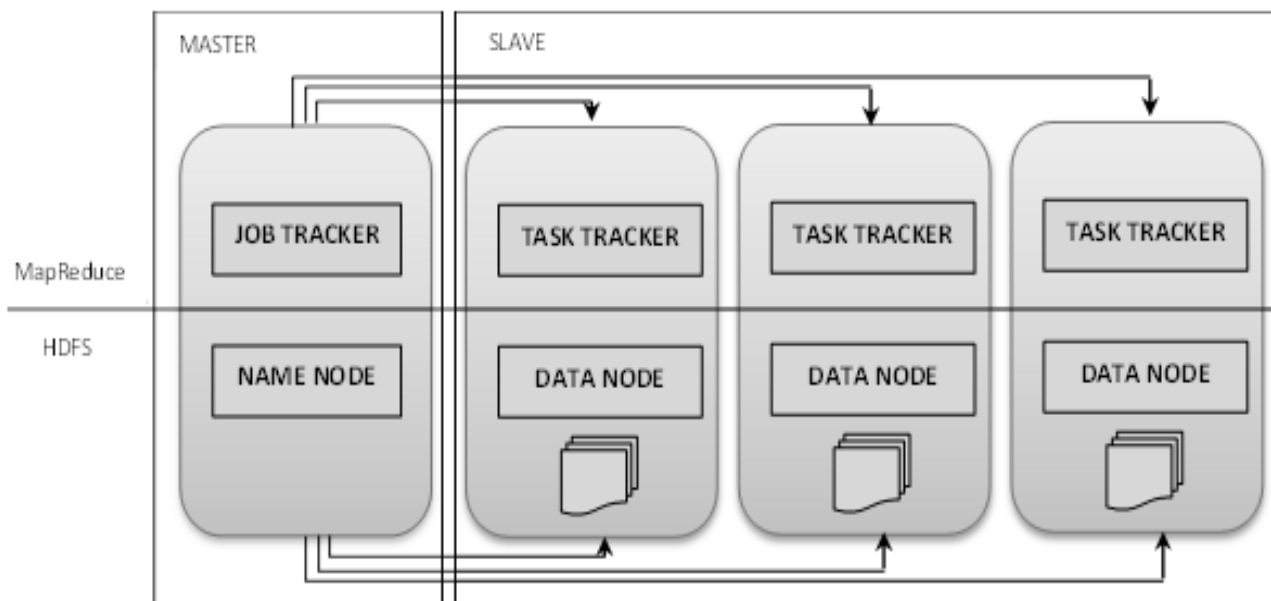 MASTER
SLAVE
JOB TRACKER
TASK TRACKER
TASK TRACKER
TASK TRACKER
MapReduce
HDFS
NAME NODE
DATA NODE
DATA NODE
DATA NODE